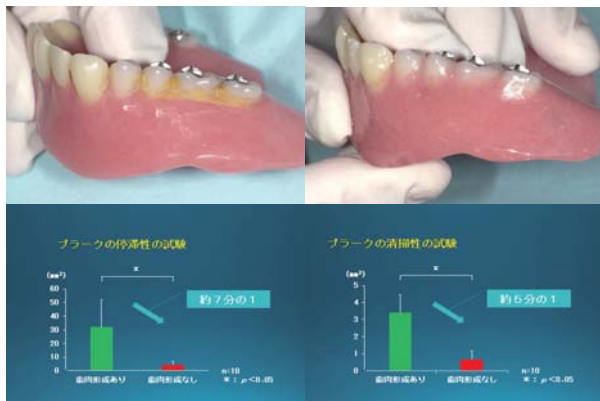 プラークの停滞性の試験
(mm²)
*
60
50
40
30
20
10
0
約7分の1
歯肉形成あり
歯肉形成なし
n=10
*：p<0.05
プラークの清掃性の試験
(mm²)
*
5
4
3
2
1
0
約5分の1
歯肉形成あり
歯肉形成なし
n=10
*：p<0.05